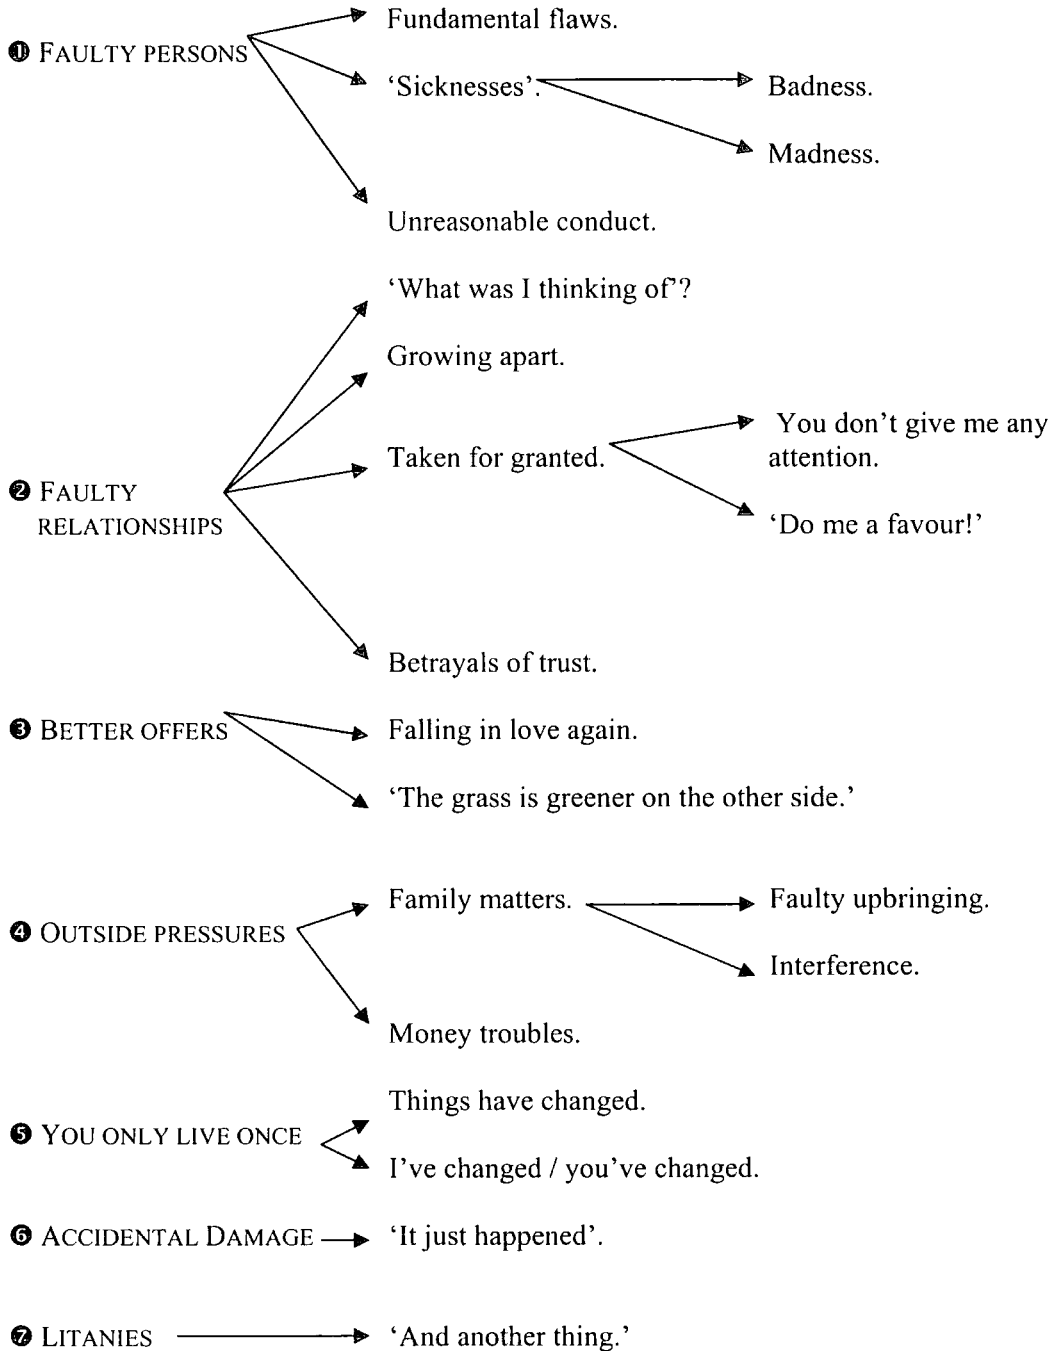 ❶ FAULTY PERSONS
Fundamental flaws.
‘Sicknesses’.
Badness.
Madness.
Unreasonable conduct.
❷ FAULTY
RELATIONSHIPS
‘What was I thinking of’?
Growing apart.
Taken for granted.
You don’t give me any
attention.
‘Do me a favour!’
Betrayals of trust.
❸ BETTER OFFERS
Falling in love again.
‘The grass is greener on the other side.’
❹ OUTSIDE PRESSURES
Family matters.
Faulty upbringing.
Interference.
Money troubles.
❺ YOU ONLY LIVE ONCE
Things have changed.
I’ve changed / you’ve changed.
❻ ACCIDENTAL DAMAGE
‘It just happened’.
❼ LITANIES
‘And another thing.’